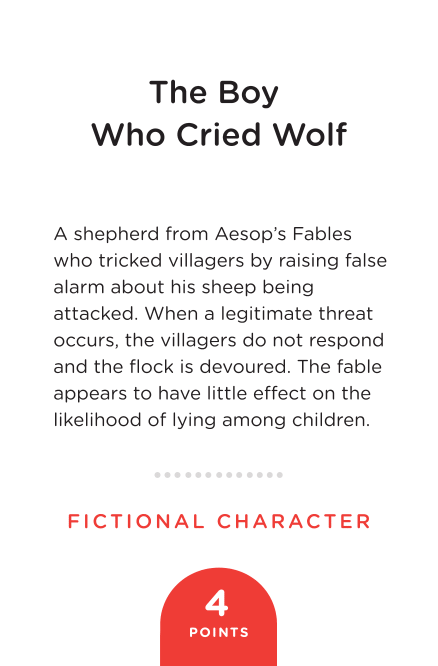 The Boy
Who Cried Wolf
A shepherd from Aesop’s Fables
who tricked villagers by raising false
alarm about his sheep being
attacked. When a legitimate threat
occurs, the villagers do not respond
and the flock is devoured. The fable
appears to have little effect on the
likelihood of lying among children.
FICTIONAL CHARACTER
4
POINTS